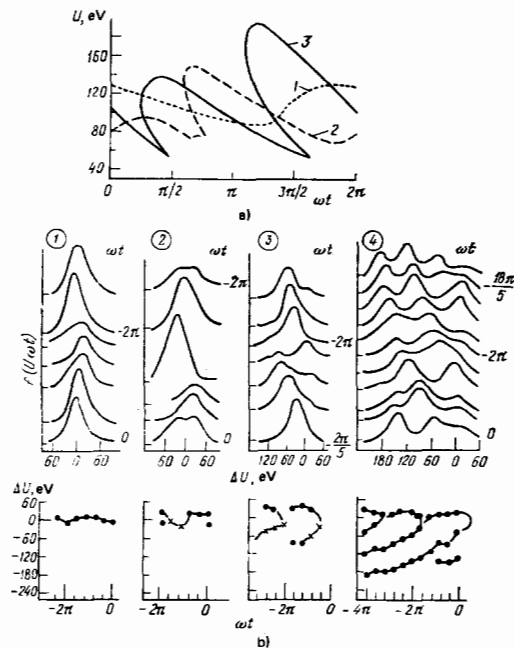 U, eV
160
120
80
40
3
1
2
0 π/2 π 3π/2 2π
ωt
a)
1 ωt 2 ωt 3 ωt 4 ωt
f(U/ωt)
-2π
0
-2π
0
-2π
-2π/5
-18π/5
-2π
0
60 0 60
60 0 60
120 60 0 60
180 120 60 0 60
ΔU, eV ΔU, eV
60
0
-60
-120
-180
-240
-2π 0
-2π 0
-2π 0
-4π -2π 0
ωt
b)